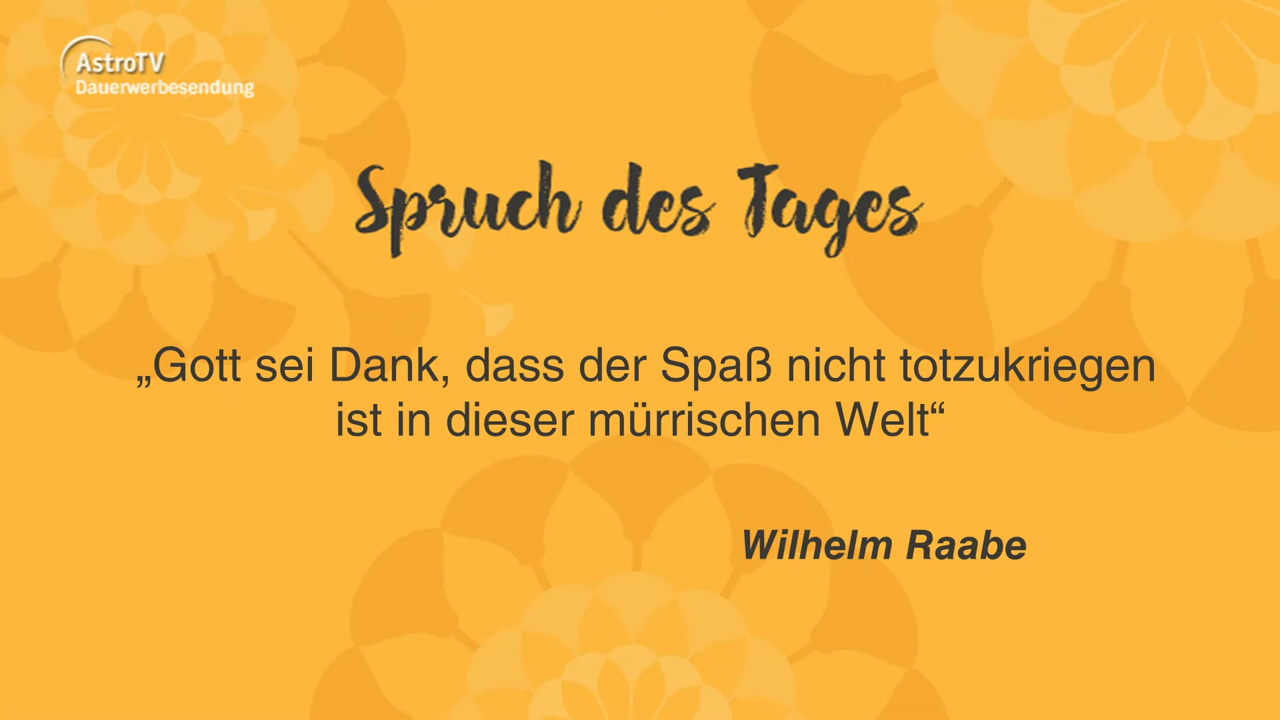 AstroTV
Dauerwerbesendung
Spruch des Tages
„Gott sei Dank, dass der Spaß nicht totzukriegen
ist in dieser mürrischen Welt“
Wilhelm Raabe